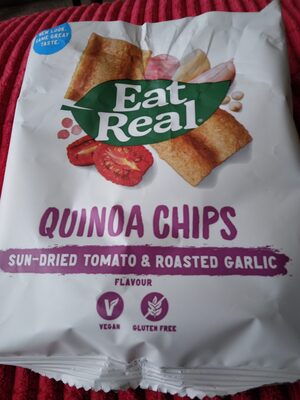 NEW LOOK,
SAME GREAT
TASTE.
Eat
Real®
QUINOA CHIPS
SUN-DRIED TOMATO & ROASTED GARLIC
FLAVOUR
V
VEGAN
GLUTEN FREE